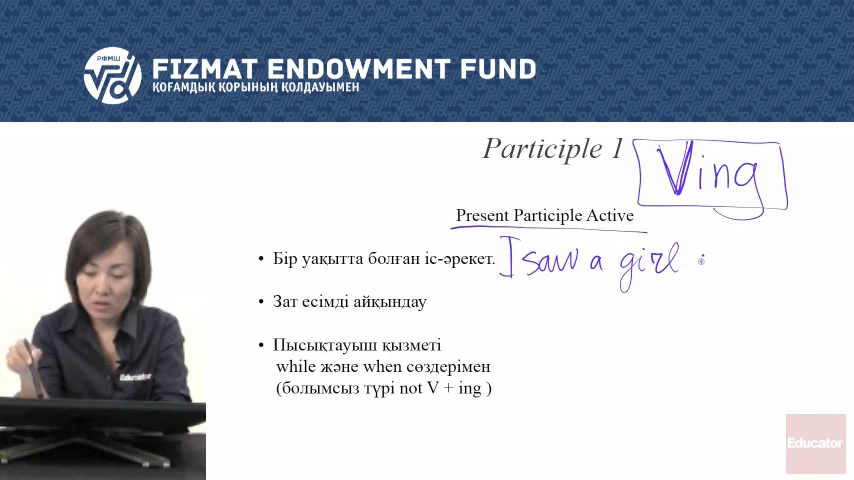 РФМШ
FIZMAT ENDOWMENT FUND
ҚОҒАМДЫҚ ҚОРЫНЫҢ ҚОЛДАУЫМЕН
Participle 1 Ving
Present Participle Active
• Бір уақытта болған іс-әрекет. I saw a girl
• Зат есімді айқындау
• Пысықтауыш қызметі
while және when сөздерімен
(болымсыз түрі not V + ing )
Educator
Educator